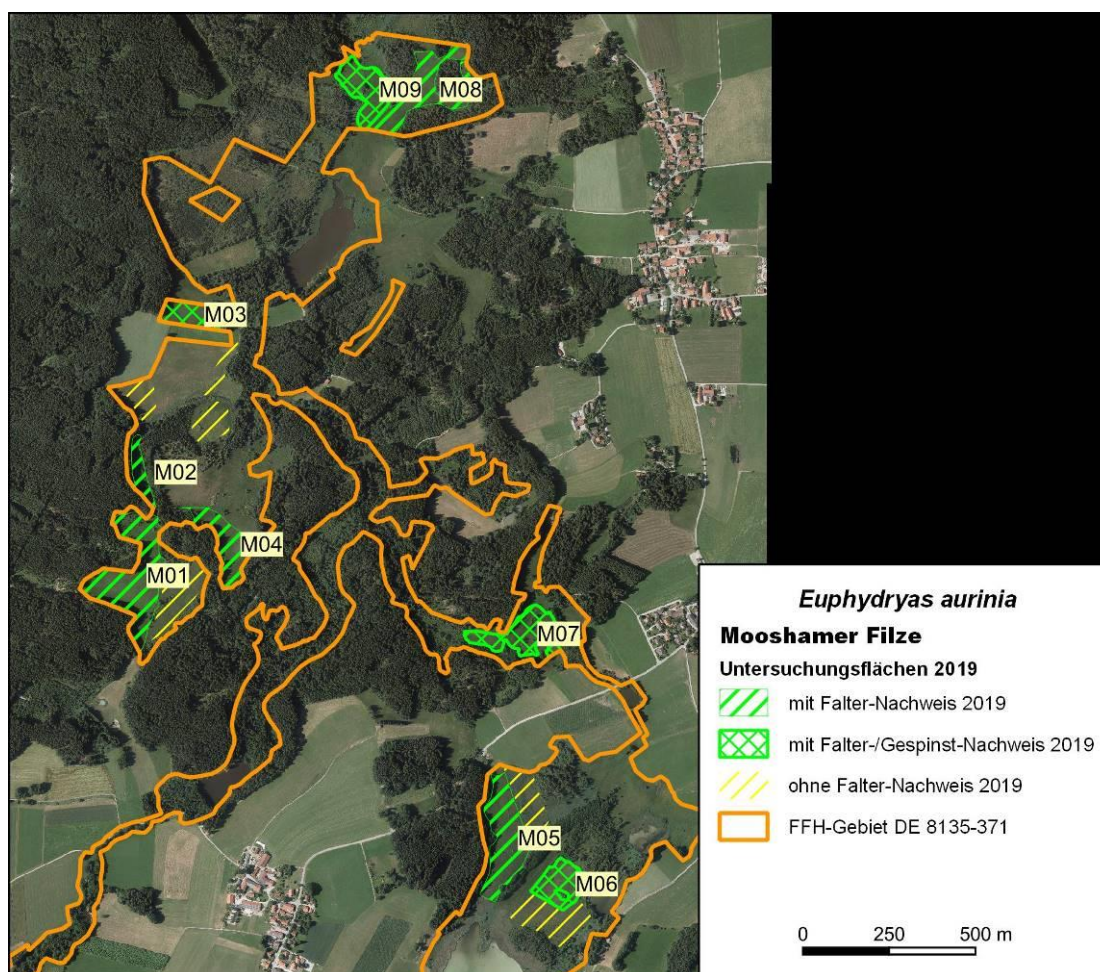 M09
M08
M03
M02
M04
M01
M07
M05
M06
Euphydryas aurinia
Mooshamer Filze
Untersuchungsflächen 2019
mit Falter-Nachweis 2019
mit Falter-/Gespinst-Nachweis 2019
ohne Falter-Nachweis 2019
FFH-Gebiet DE 8135-371
0 250 500 m